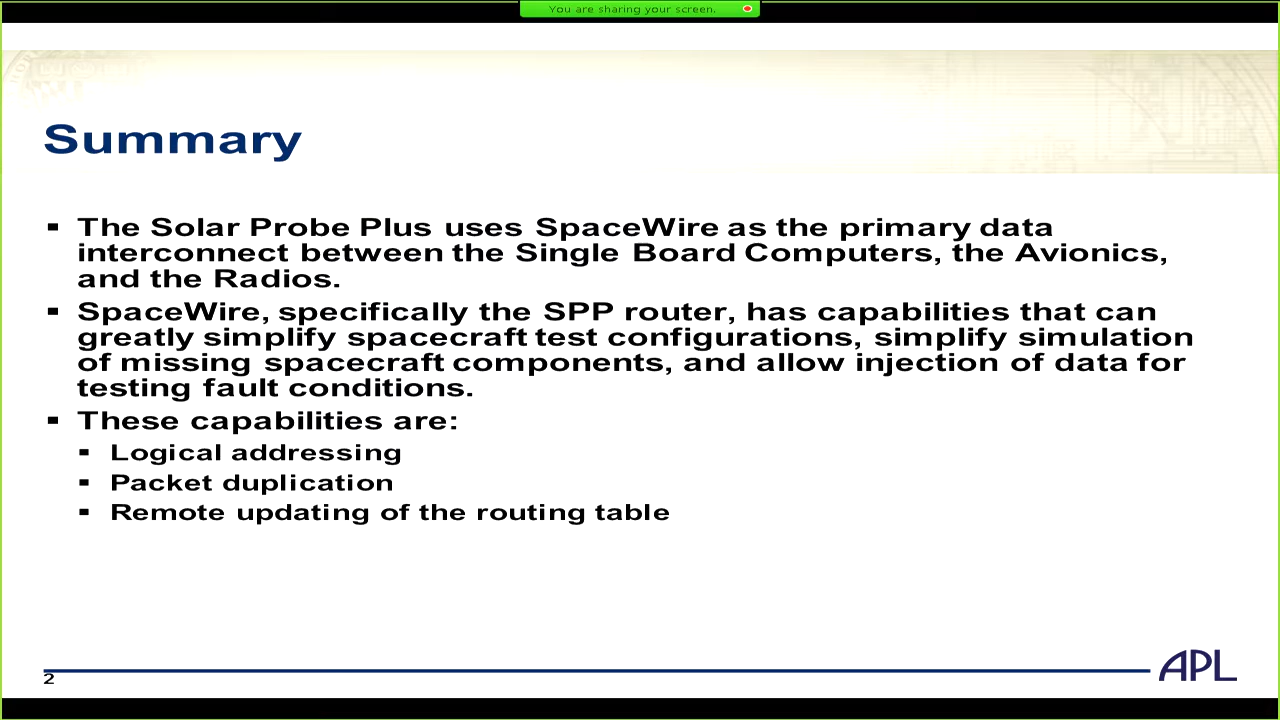 You are sharing your screen.
Summary
▪ The Solar Probe Plus uses SpaceWire as the primary data
interconnect between the Single Board Computers, the Avionics,
and the Radios.
▪ SpaceWire, specifically the SPP router, has capabilities that can
greatly simplify spacecraft test configurations, simplify simulation
of missing spacecraft components, and allow injection of data for
testing fault conditions.
▪ These capabilities are:
▪ Logical addressing
▪ Packet duplication
▪ Remote updating of the routing table
2
APL